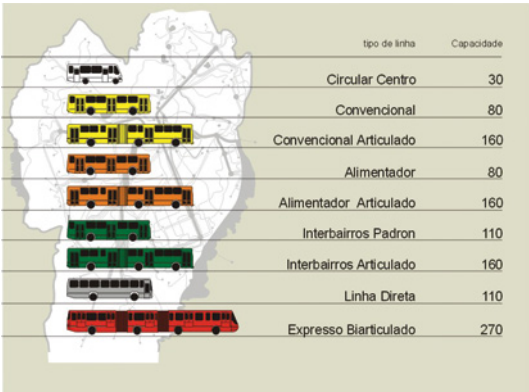 tipo de linha Capacidade
Circular Centro 30
Convencional 80
Convencional Articulado 160
Alimentador 80
Alimentador Articulado 160
Interbairros Padron 110
Interbairros Articulado 160
Linha Direta 110
Expresso Biarticulado 270